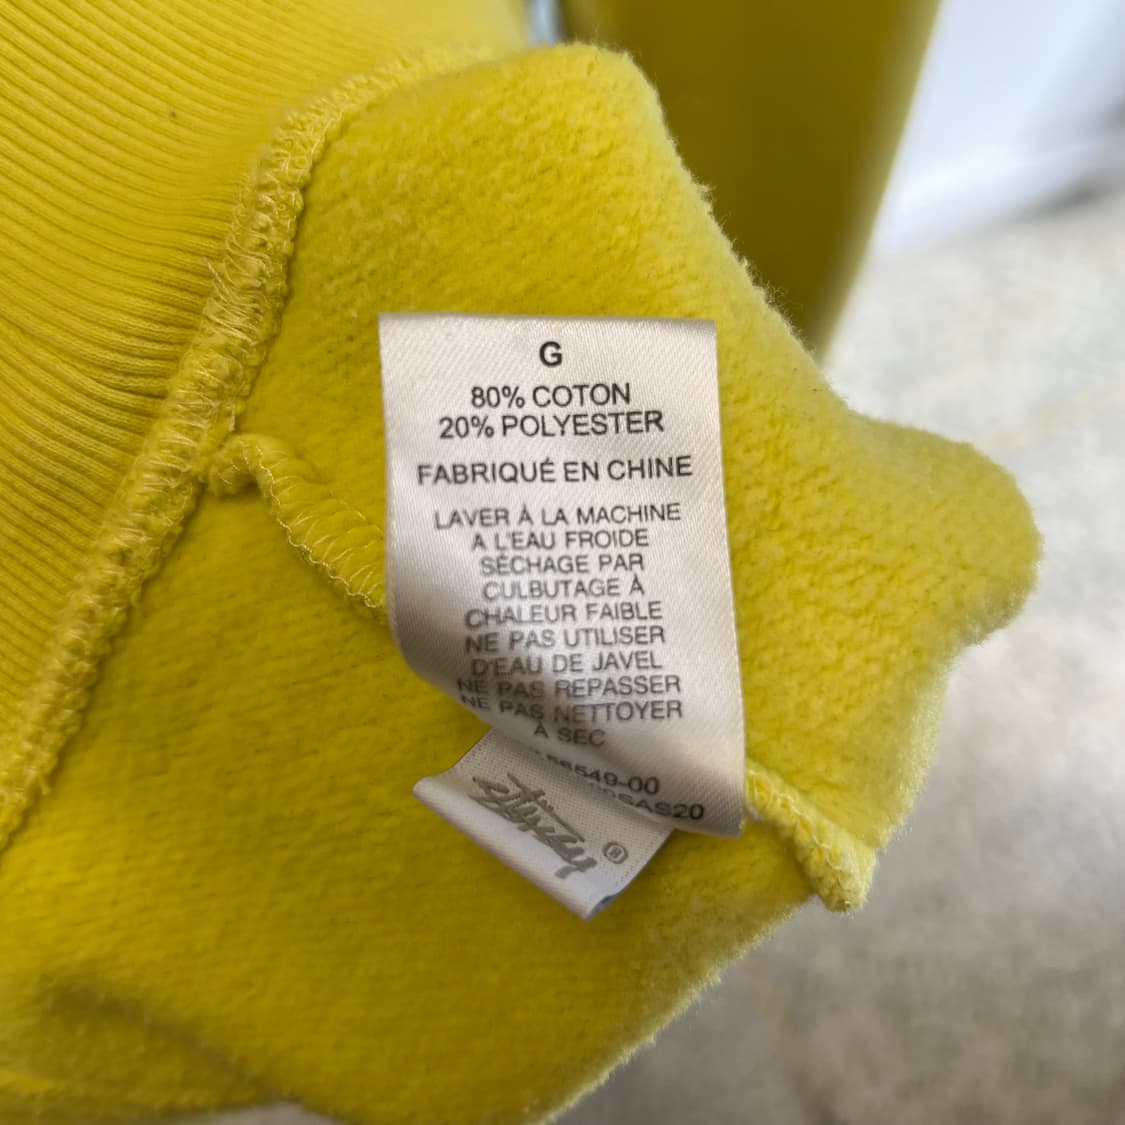 G
80% COTON
20% POLYESTER
FABRIQUÉ EN CHINE
LAVER À LA MACHINE
A L'EAU FROIDE
SÉCHAGE PAR
CULBUTAGE À
CHALEUR FAIBLE
NE PAS UTILISER
D'EAU DE JAVEL
NE PAS REPASSER
NE PAS NETTOYER
À SEC
Stüssy ®